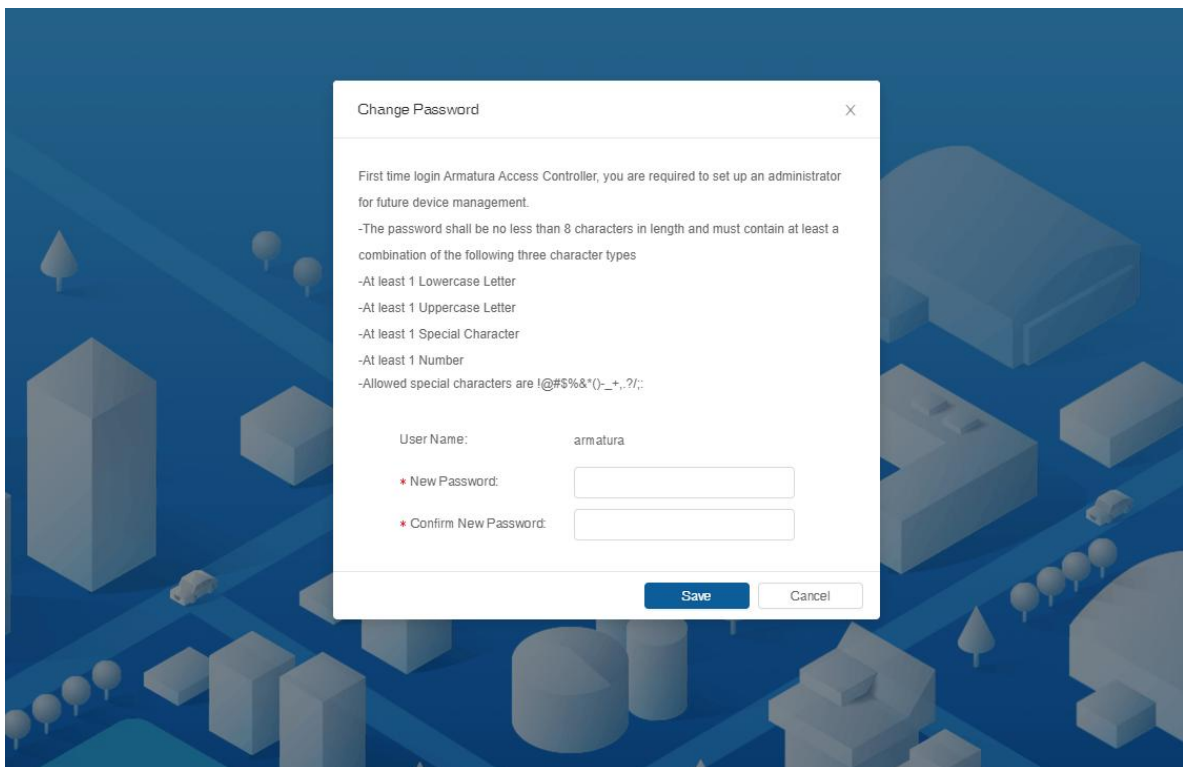 Change Password
First time login Armatura Access Controller, you are required to set up an administrator
for future device management.
-The password shall be no less than 8 characters in length and must contain at least a
combination of the following three character types
-At least 1 Lowercase Letter
-At least 1 Uppercase Letter
-At least 1 Special Character
-At least 1 Number
-Allowed special characters are !@#$%&*()-_+,.?/;:
User Name: armatura
* New Password:
* Confirm New Password:
Save Cancel